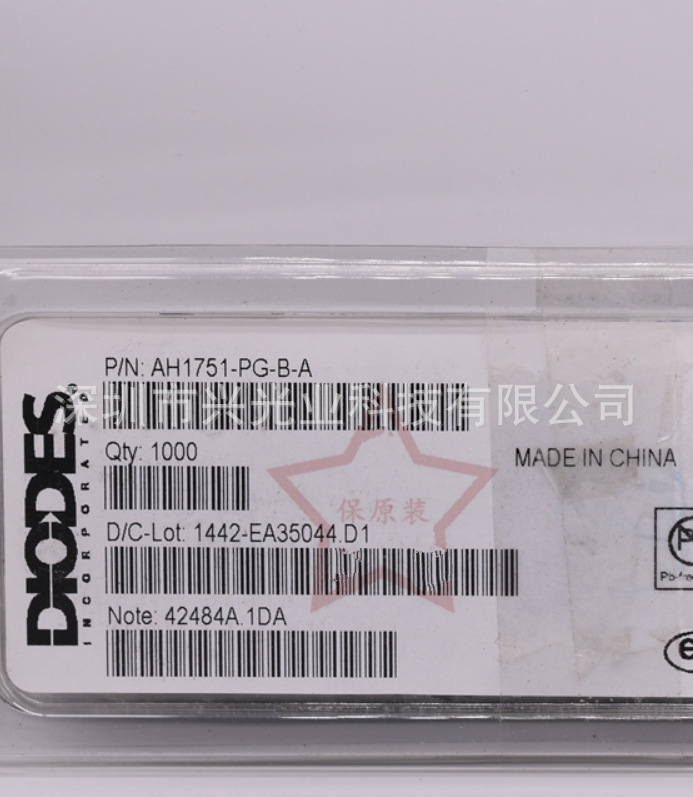 P/N: AH1751-PG-B-A
深圳市兴光业科技有限公司
Qty: 1000
MADE IN CHINA
保原装
D/C-Lot: 1442-EA35044.D1
Note: 42484A.1DA
DIODES
INCORPORATED
®